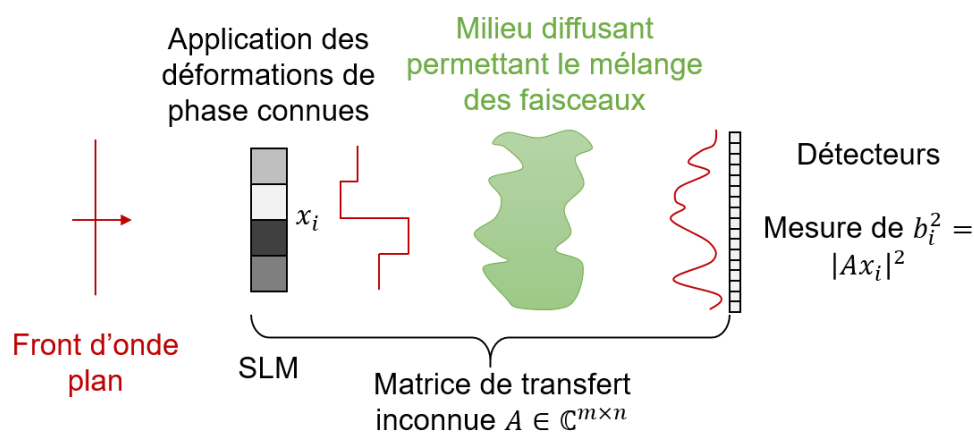 Application des
déformations de
phase connues
Milieu diffusant
permettant le mélange
des faisceaux
Détecteurs
Mesure de b_i^2 =
|Ax_i|^2
x_i
Front d’onde
plan
SLM
Matrice de transfert
inconnue A ∈ ℂ^{m×n}